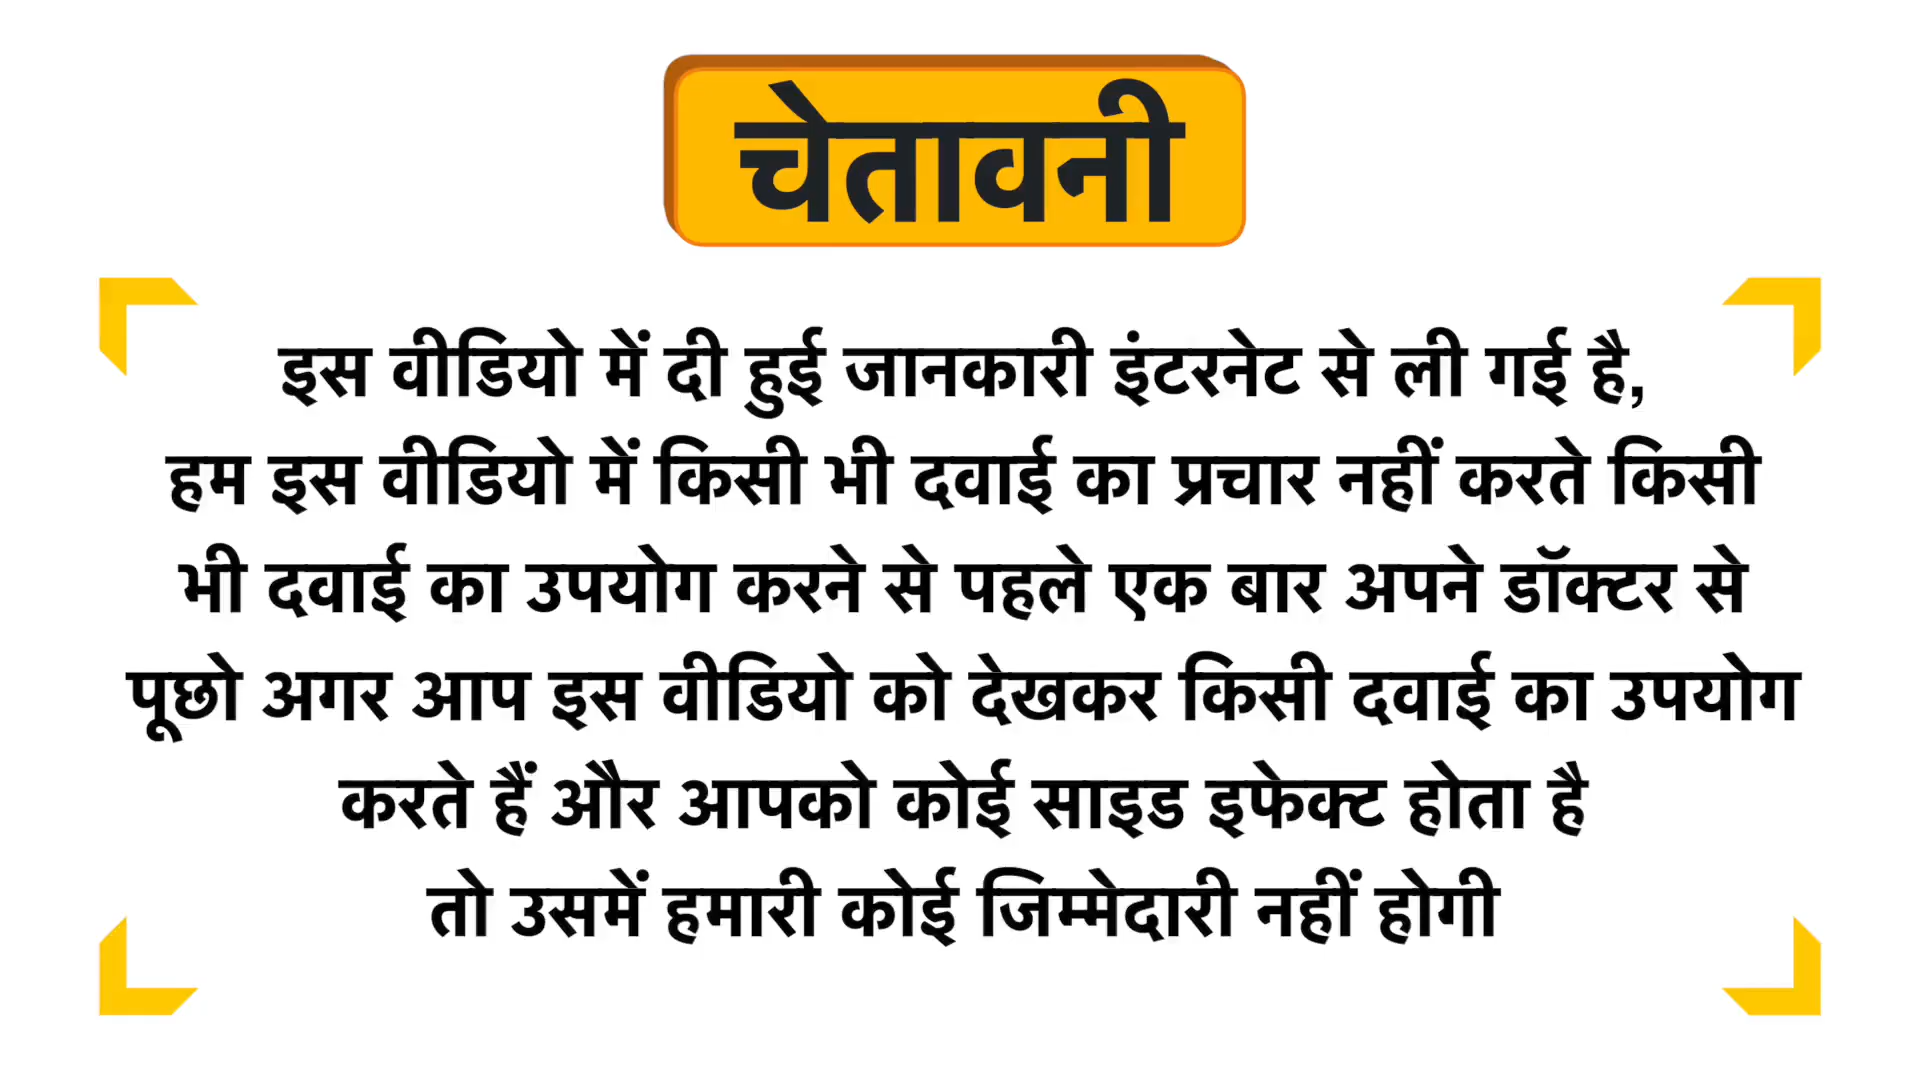 चेतावनी
इस वीडियो में दी हुई जानकारी इंटरनेट से ली गई है,
हम इस वीडियो में किसी भी दवाई का प्रचार नहीं करते किसी
भी दवाई का उपयोग करने से पहले एक बार अपने डॉक्टर से
पूछो अगर आप इस वीडियो को देखकर किसी दवाई का उपयोग
करते हैं और आपको कोई साइड इफेक्ट होता है
तो उसमें हमारी कोई जिम्मेदारी नहीं होगी